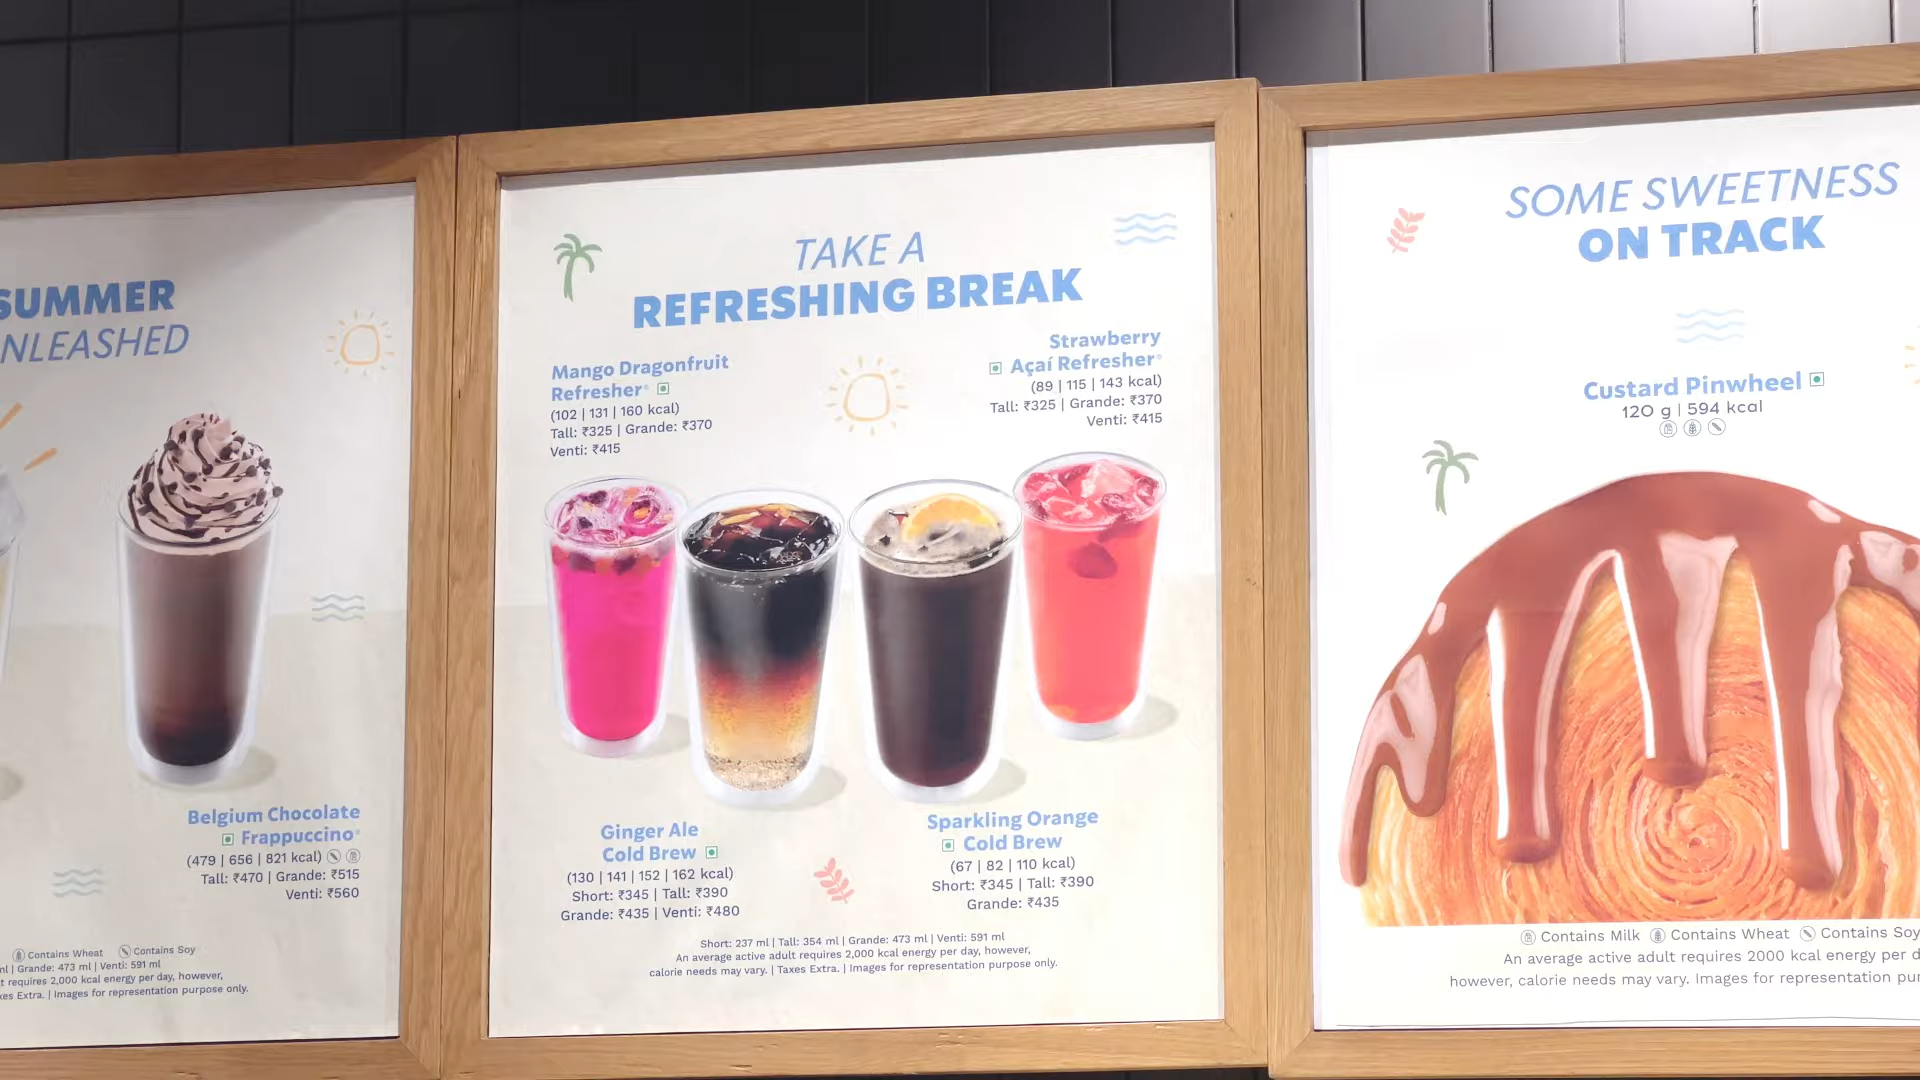 SUMMER
NLEASHED
Belgium Chocolate
Frappuccino®
(479 | 656 | 821 kcal)
Tall: ₹470 | Grande: ₹515
Venti: ₹560
Contains Wheat Contains Soy
ml | Grande: 473 ml | Venti: 591 ml
t requires 2,000 kcal energy per day, however,
xes Extra. | Images for representation purpose only.
TAKE A
REFRESHING BREAK
Mango Dragonfruit
Refresher®
(102 | 131 | 160 kcal)
Tall: ₹325 | Grande: ₹370
Venti: ₹415
Strawberry
Açaí Refresher®
(89 | 115 | 143 kcal)
Tall: ₹325 | Grande: ₹370
Venti: ₹415
Ginger Ale
Cold Brew
(130 | 141 | 152 | 162 kcal)
Short: ₹345 | Tall: ₹390
Grande: ₹435 | Venti: ₹480
Sparkling Orange
Cold Brew
(67 | 82 | 110 kcal)
Short: ₹345 | Tall: ₹390
Grande: ₹435
Short: 237 ml | Tall: 354 ml | Grande: 473 ml | Venti: 591 ml
An average active adult requires 2,000 kcal energy per day, however,
calorie needs may vary. | Taxes Extra. | Images for representation purpose only.
SOME SWEETNESS
ON TRACK
Custard Pinwheel
120 g | 594 kcal
Contains Milk Contains Wheat Contains Soy
An average active adult requires 2000 kcal energy per d
however, calorie needs may vary. Images for representation pur